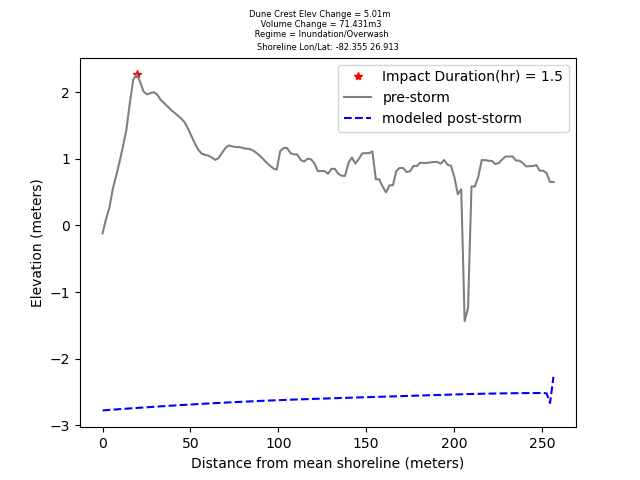 Dune Crest Elev Change = 5.01m
Volume Change = 71.431m3
Regime = Inundation/Overwash
Shoreline Lon/Lat: -82.355 26.913
Impact Duration(hr) = 1.5
pre-storm
modeled post-storm
Elevation (meters)
2
1
0
−1
−2
−3
0 50 100 150 200 250
Distance from mean shoreline (meters)